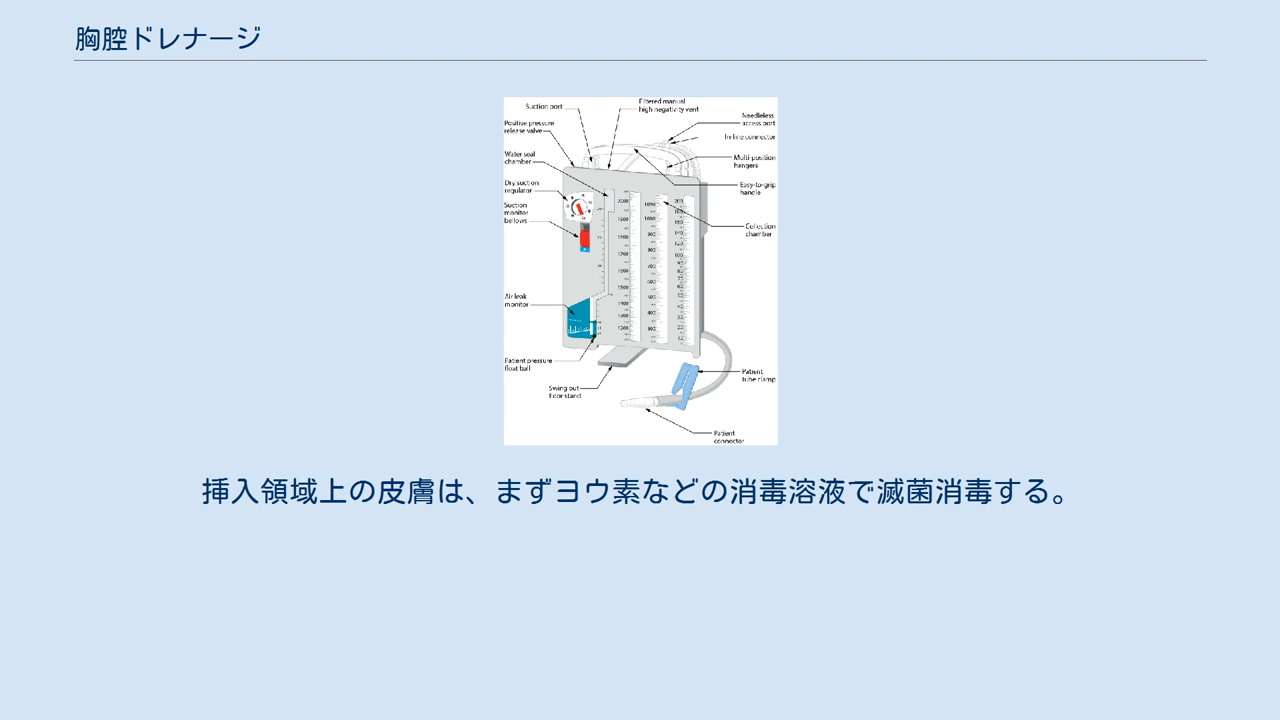 胸腔ドレナージ
Suction port
Filtered manual
high negativity vent
Positive pressure
release valve
Needleless
access port
In-line connector
Water seal
chamber
Multi-position
hangers
Dry suction
regulator
Easy-to-grip
handle
Suction
monitor
bellows
Collection
chamber
Air leak
monitor
Patient pressure
float ball
Swing out
floor stand
Patient
tube clamp
Patient
connector
挿入領域上の皮膚は、まずヨウ素などの消毒溶液で滅菌消毒する。